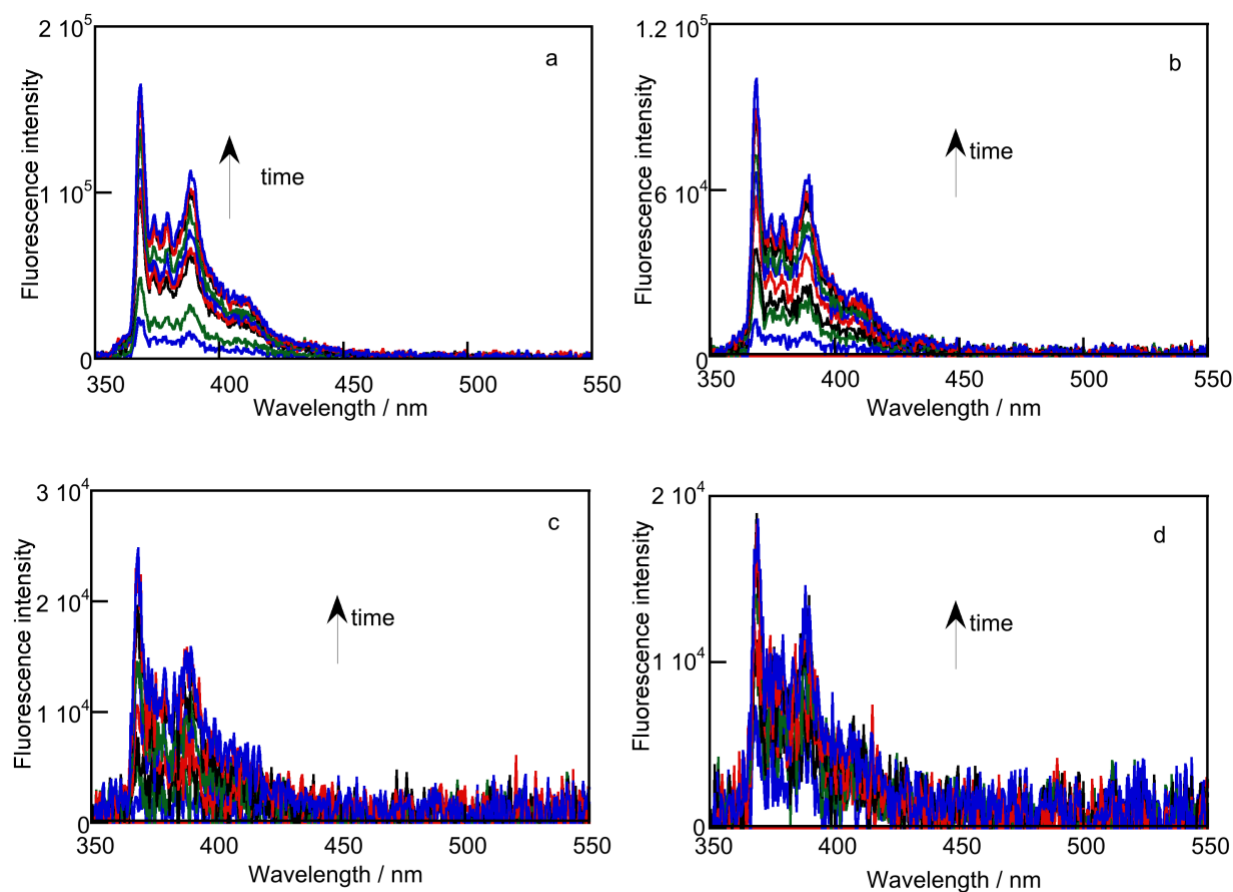 2 10⁵
a
Fluorescence intensity
time
1 10⁵
0
350 400 450 500 550
Wavelength / nm
1.2 10⁵
b
Fluorescence intensity
time
6 10⁴
0
350 400 450 500 550
Wavelength / nm
3 10⁴
c
Fluorescence intensity
2 10⁴
time
1 10⁴
0
350 400 450 500 550
Wavelength / nm
2 10⁴
d
Fluorescence intensity
time
1 10⁴
0
350 400 450 500 550
Wavelength / nm